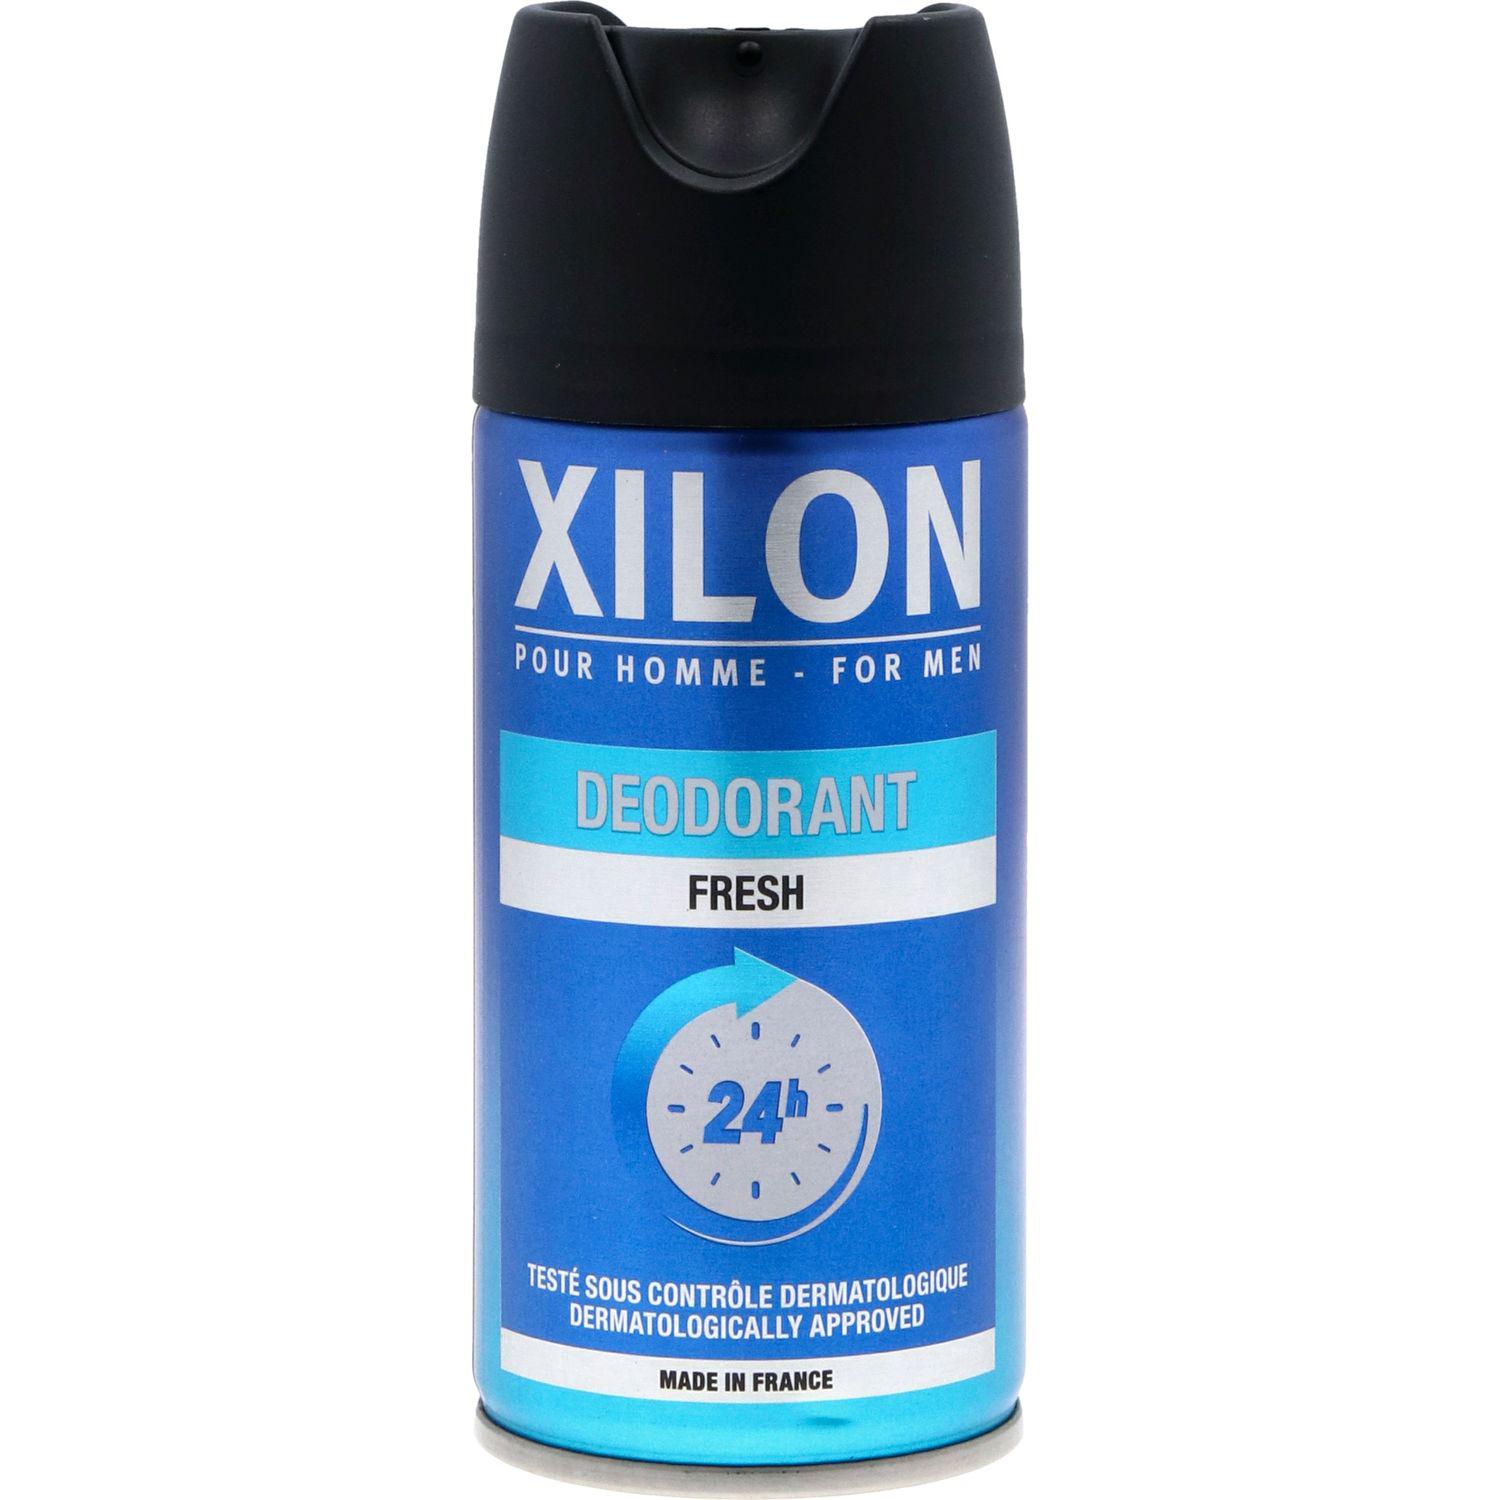 XILON
POUR HOMME - FOR MEN
DEODORANT
FRESH
24h
TESTÉ SOUS CONTRÔLE DERMATOLOGIQUE
DERMATOLOGICALLY APPROVED
MADE IN FRANCE